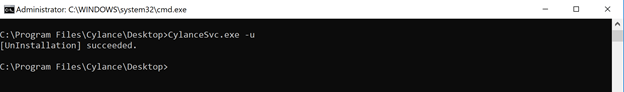 Administrator: C:\WINDOWS\system32\cmd.exe
C:\Program Files\Cylance\Desktop>CylanceSvc.exe -u
[UnInstallation] succeeded.
C:\Program Files\Cylance\Desktop>